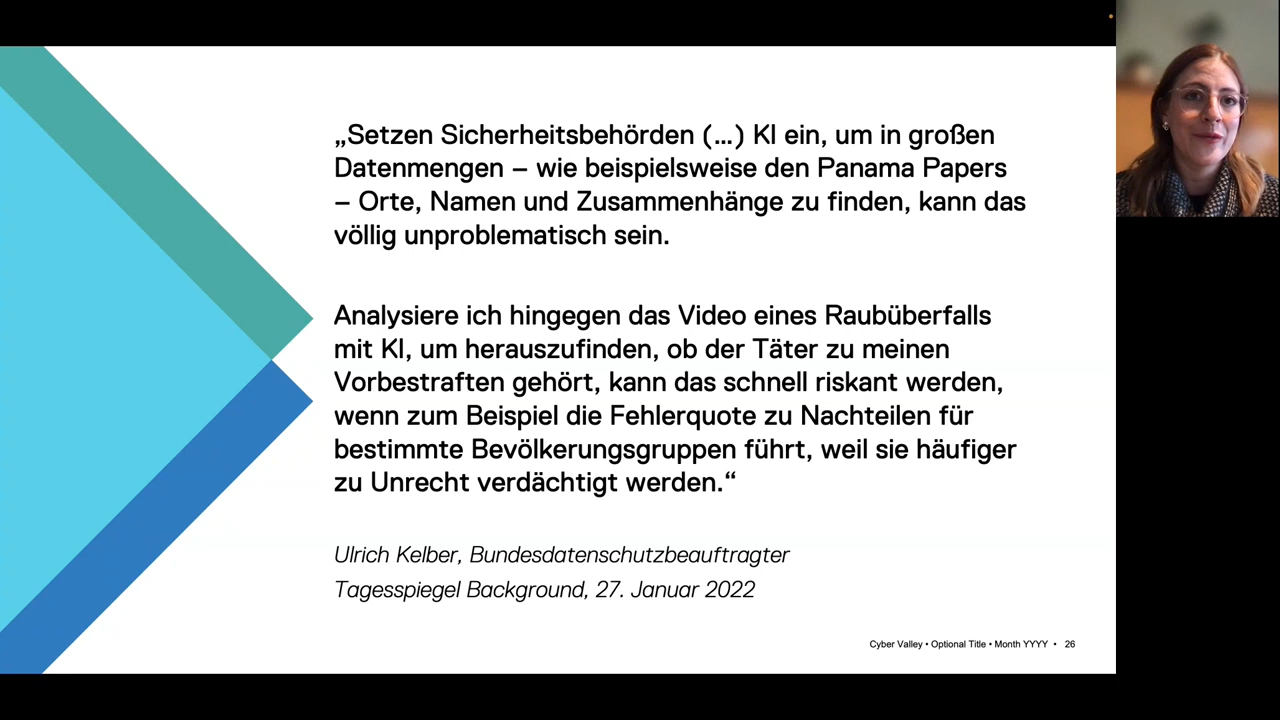 „Setzen Sicherheitsbehörden (...) KI ein, um in großen
Datenmengen – wie beispielsweise den Panama Papers
– Orte, Namen und Zusammenhänge zu finden, kann das
völlig unproblematisch sein.
Analysiere ich hingegen das Video eines Raubüberfalls
mit KI, um herauszufinden, ob der Täter zu meinen
Vorbestraften gehört, kann das schnell riskant werden,
wenn zum Beispiel die Fehlerquote zu Nachteilen für
bestimmte Bevölkerungsgruppen führt, weil sie häufiger
zu Unrecht verdächtigt werden.“
Ulrich Kelber, Bundesdatenschutzbeauftragter
Tagesspiegel Background, 27. Januar 2022
Cyber Valley • Optional Title • Month YYYY • 26